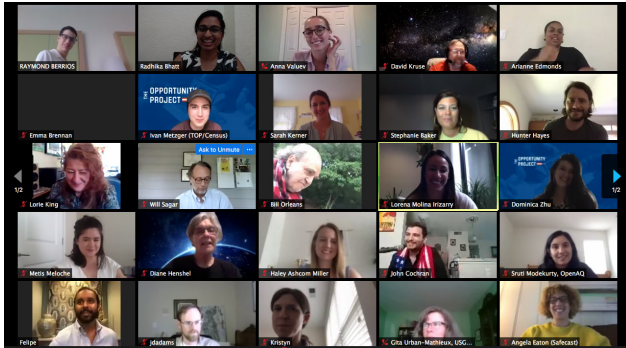 RAYMOND BERRIOS
Radhika Bhatt
Anna Valuev
David Kruse
Arianne Edmonds
Emma Brennan
THE OPPORTUNITY
PROJECT
Ivan Metzger (TOP/Census)
Sarah Kerner
Stephanie Baker
Hunter Hayes
1/2
Lorie King
Ask to Unmute ...
Will Sagar
Bill Orleans
Lorena Molina Irizarry
THE OPPORTUNITY
PROJECT
Dominica Zhu
1/2
Metis Meloche
Diane Henshel
Haley Ashcom Miller
John Cochran
Sruti Modekurty, OpenAQ
Felipe
jdadams
Kristyn
Gita Urban-Mathieux, USG...
Angela Eaton (Safecast)